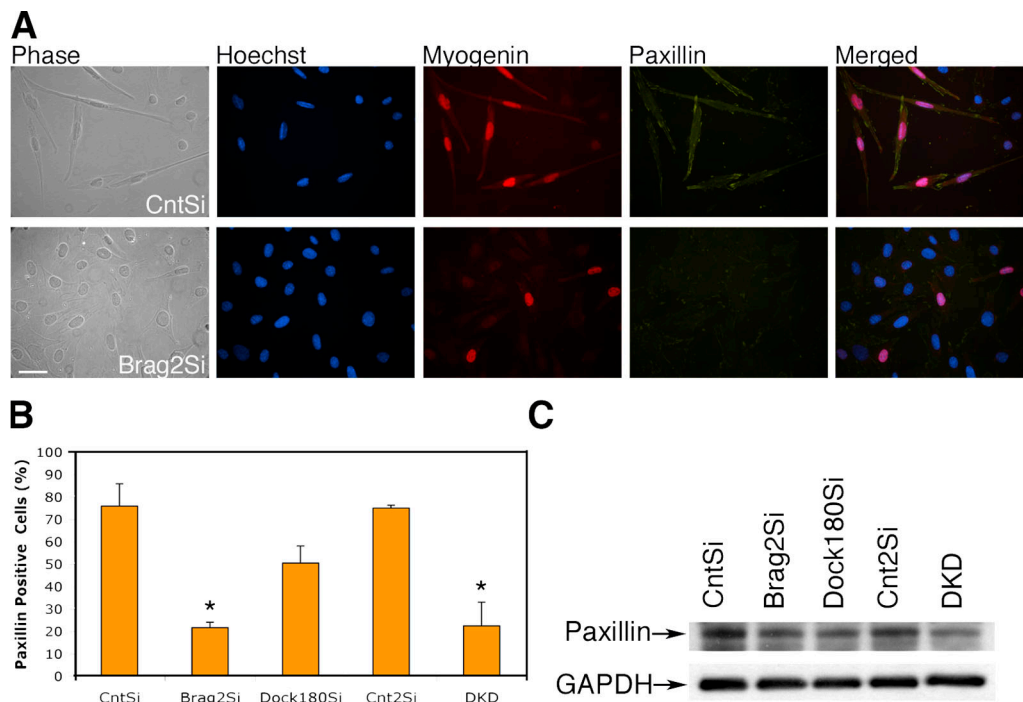 A
Phase Hoechst Myogenin Paxillin Merged
CntSi
Brag2Si
B
Paxillin Positive Cells (%)
100
90
80
70
60
50
40
30
20
10
0
*
*
CntSi Brag2Si Dock180Si Cnt2Si DKD
C
CntSi Brag2Si Dock180Si Cnt2Si DKD
Paxillin
GAPDH